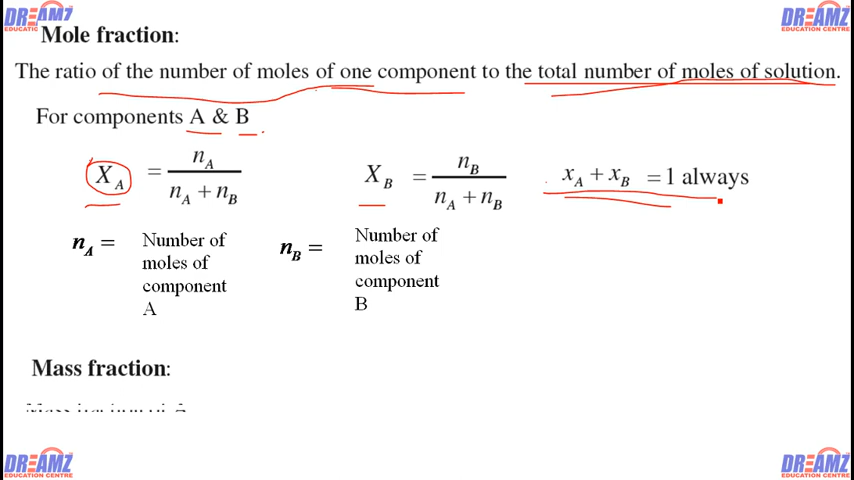 DREAMZ
EDUCATIC
DREAMZ
EDUCATION CENTRE
Mole fraction:
The ratio of the number of moles of one component to the total number of moles of solution.
For components A & B
X_A = n_A / (n_A + n_B)
X_B = n_B / (n_A + n_B)
x_A + x_B = 1 always
n_A = Number of
moles of
component
A
n_B = Number of
moles of
component
B
Mass fraction:
DREAMZ
EDUCATION CENTRE
DREAMZ
EDUCATION CENTRE